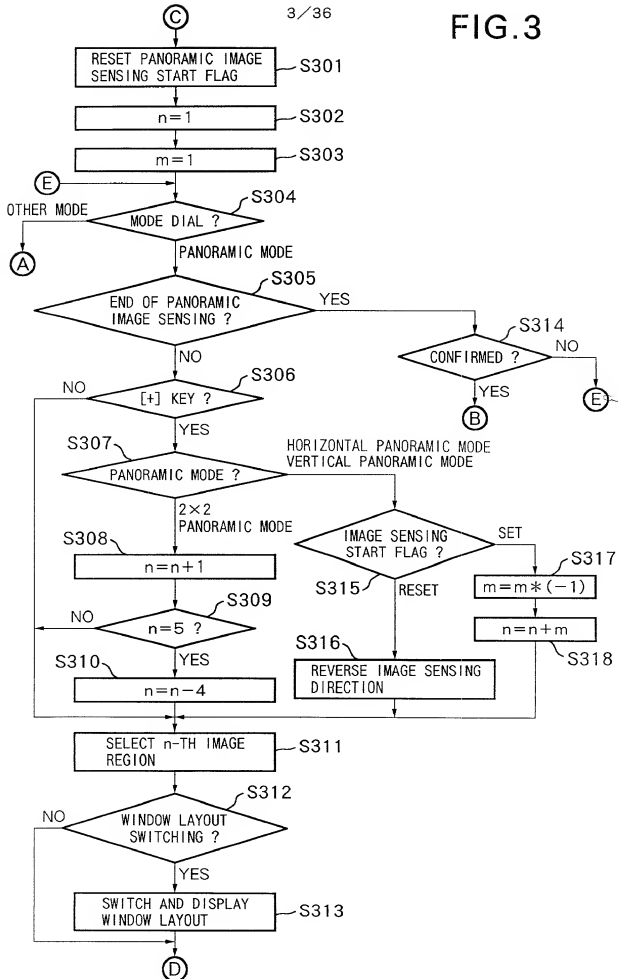 C
3/36
FIG.3
RESET PANORAMIC IMAGE
SENSING START FLAG
S301
n=1
S302
m=1
S303
E
S304
OTHER MODE
MODE DIAL ?
A
PANORAMIC MODE
S305
END OF PANORAMIC
IMAGE SENSING ?
YES
S314
NO
CONFIRMED ?
NO
S306
NO
[+] KEY ?
YES
B
E
YES
S307
HORIZONTAL PANORAMIC MODE
VERTICAL PANORAMIC MODE
PANORAMIC MODE ?
2×2
PANORAMIC MODE
S308
IMAGE SENSING
START FLAG ?
SET
S317
n=n+1
S315
RESET
m=m*(-1)
S309
NO
n=5 ?
n=n+m
S318
YES
S316
S310
REVERSE IMAGE SENSING
DIRECTION
n=n-4
SELECT n-TH IMAGE
REGION
S311
S312
NO
WINDOW LAYOUT
SWITCHING ?
YES
SWITCH AND DISPLAY
WINDOW LAYOUT
S313
D